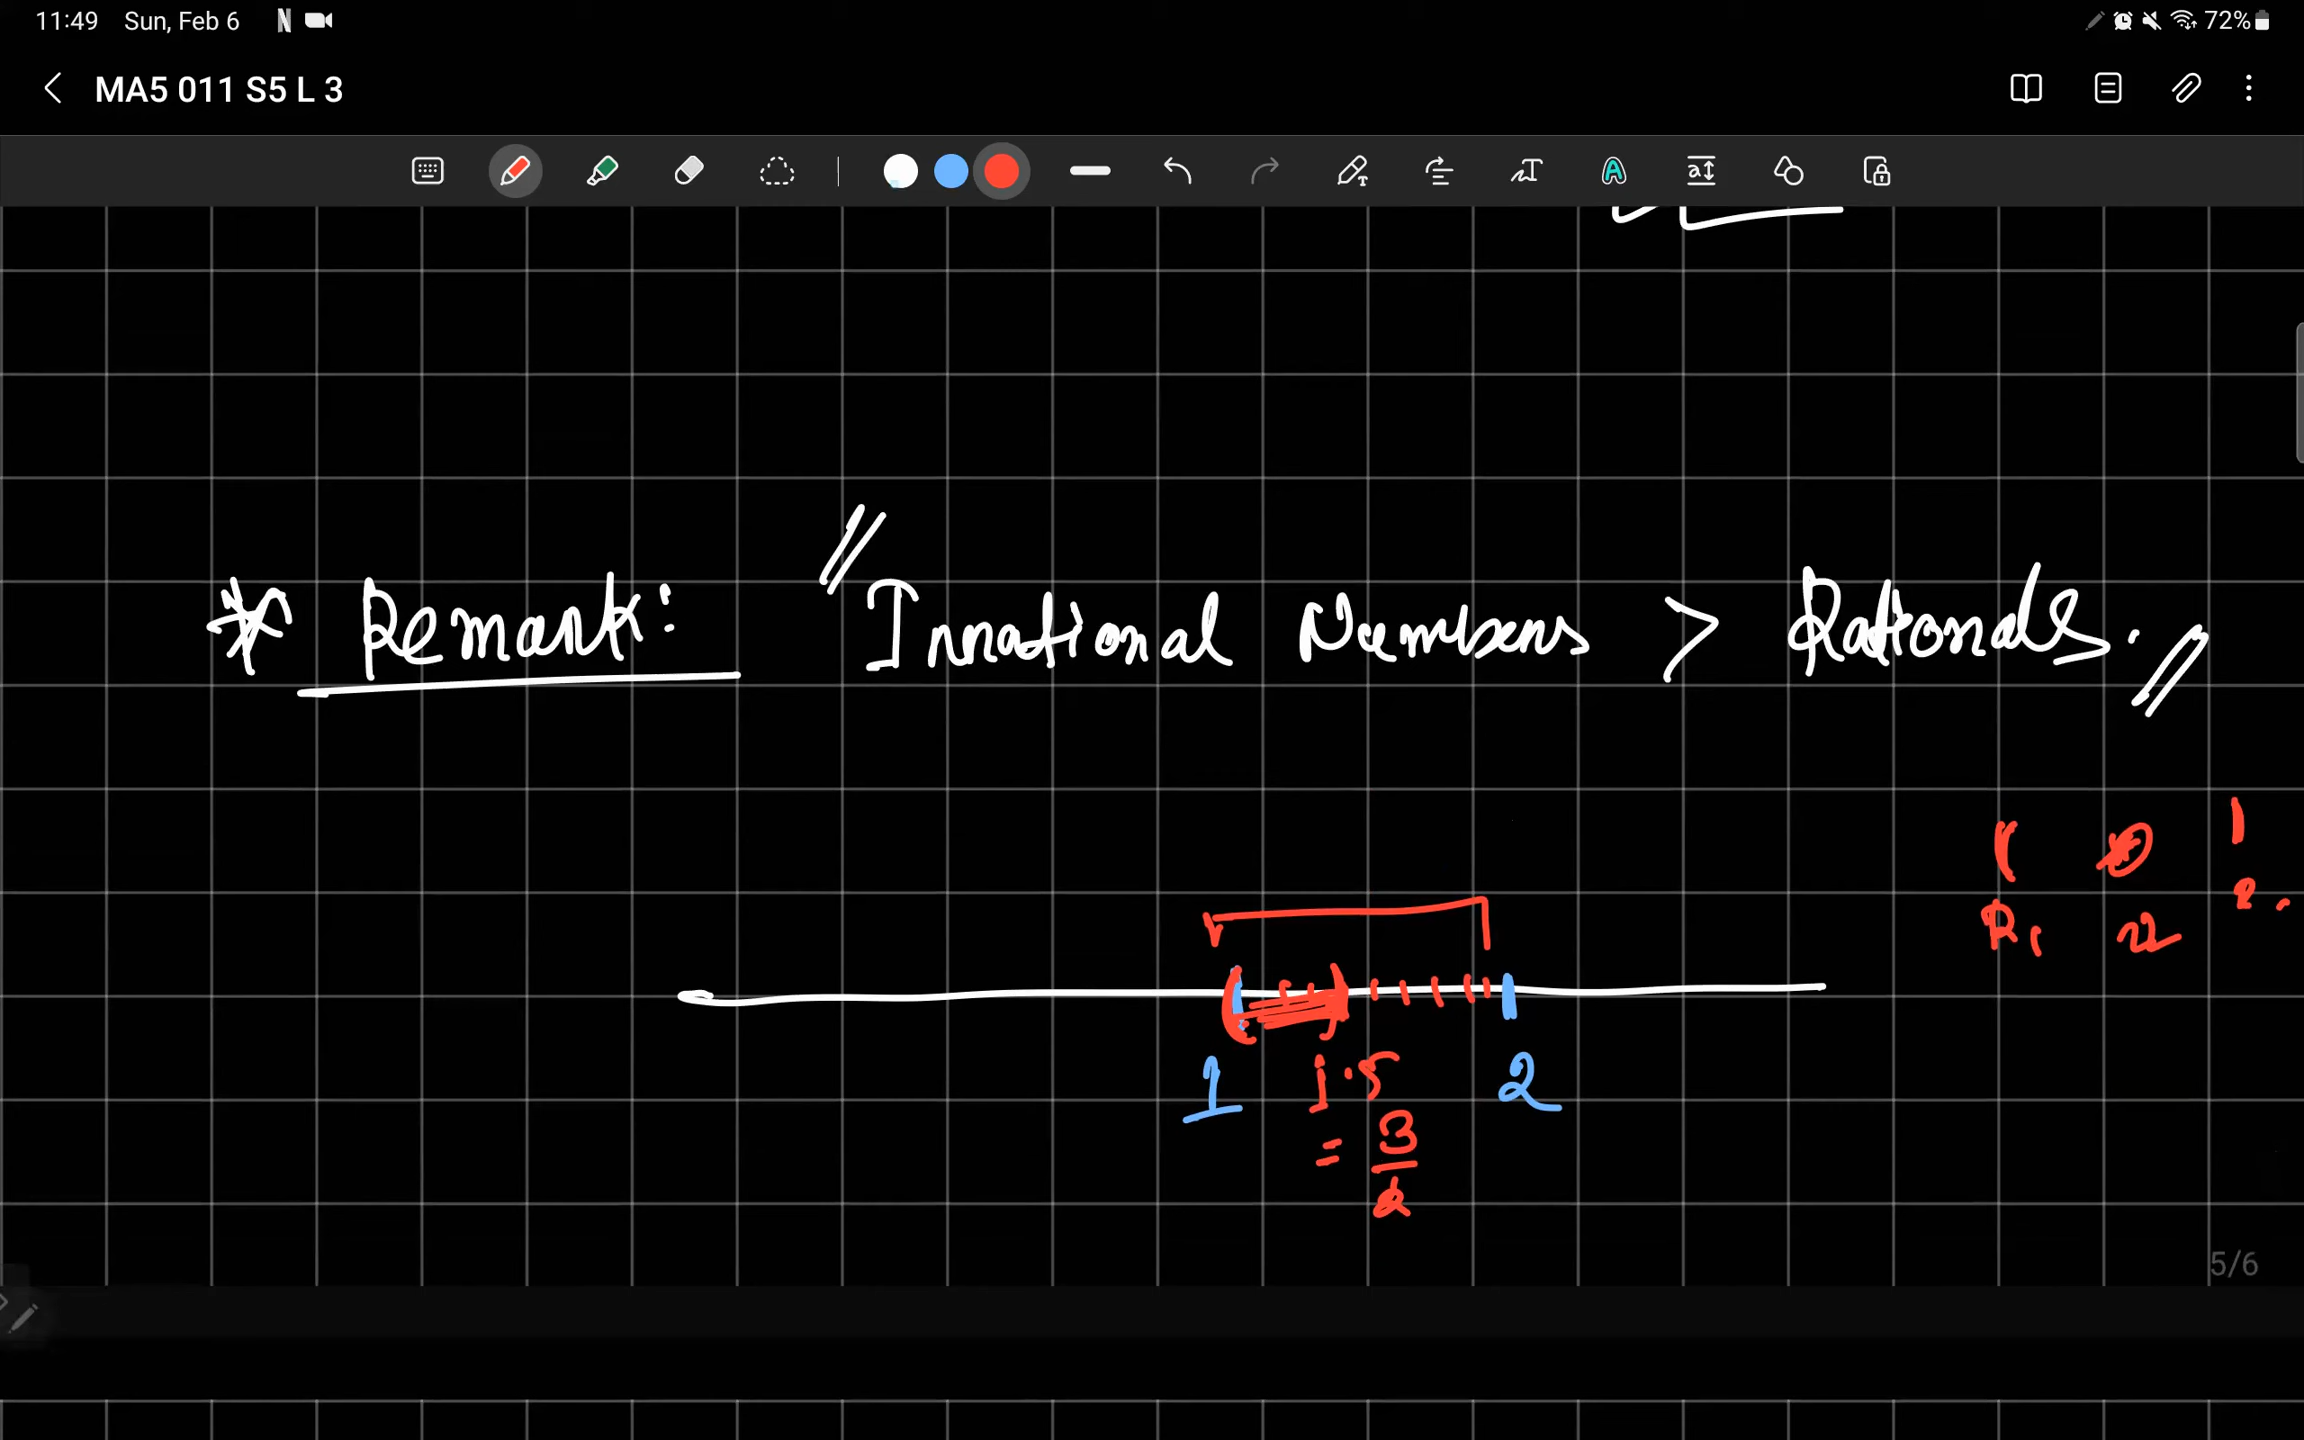 11:49 Sun, Feb 6 72%
MA5 011 S5 L 3
* Remark: "Irrational Numbers > Rationals."
1 1.5 2
= 3/2
5/6